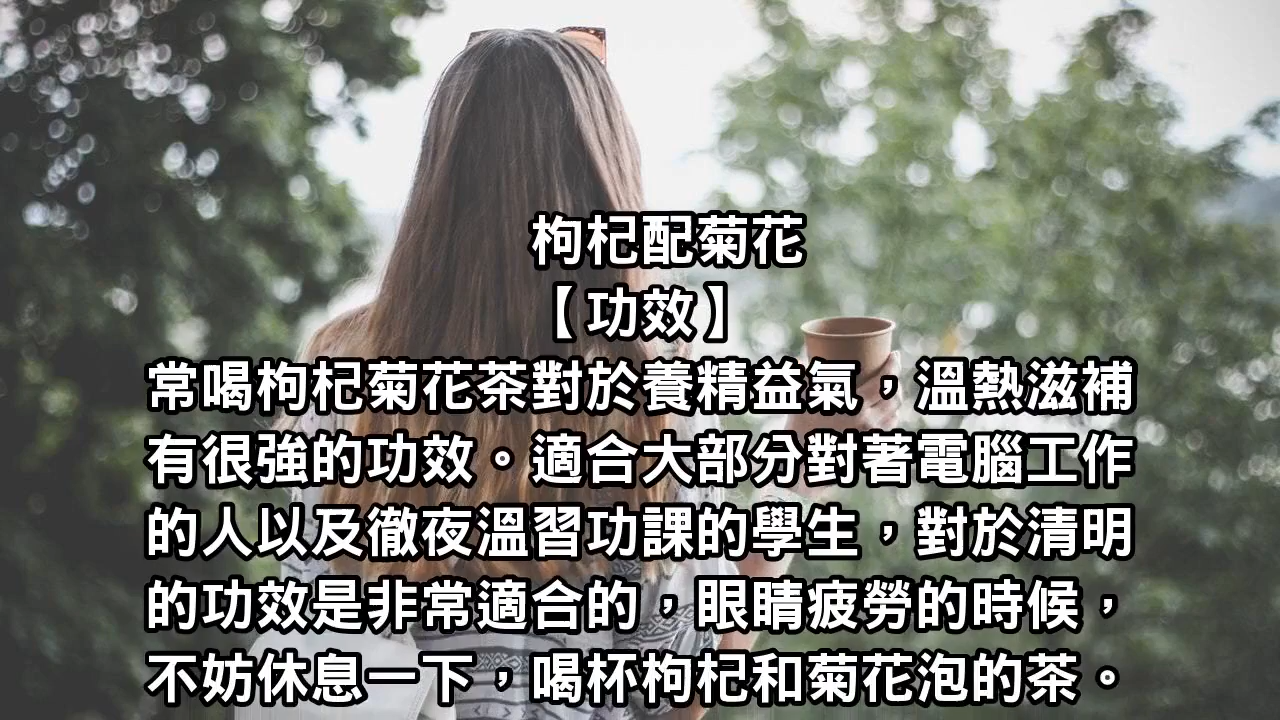 枸杞配菊花
【功效】
常喝枸杞菊花茶對於養精益氣，溫熱滋補
有很強的功效。適合大部分對著電腦工作
的人以及徹夜溫習功課的學生，對於清明
的功效是非常適合的，眼睛疲勞的時候，
不妨休息一下，喝杯枸杞和菊花泡的茶。